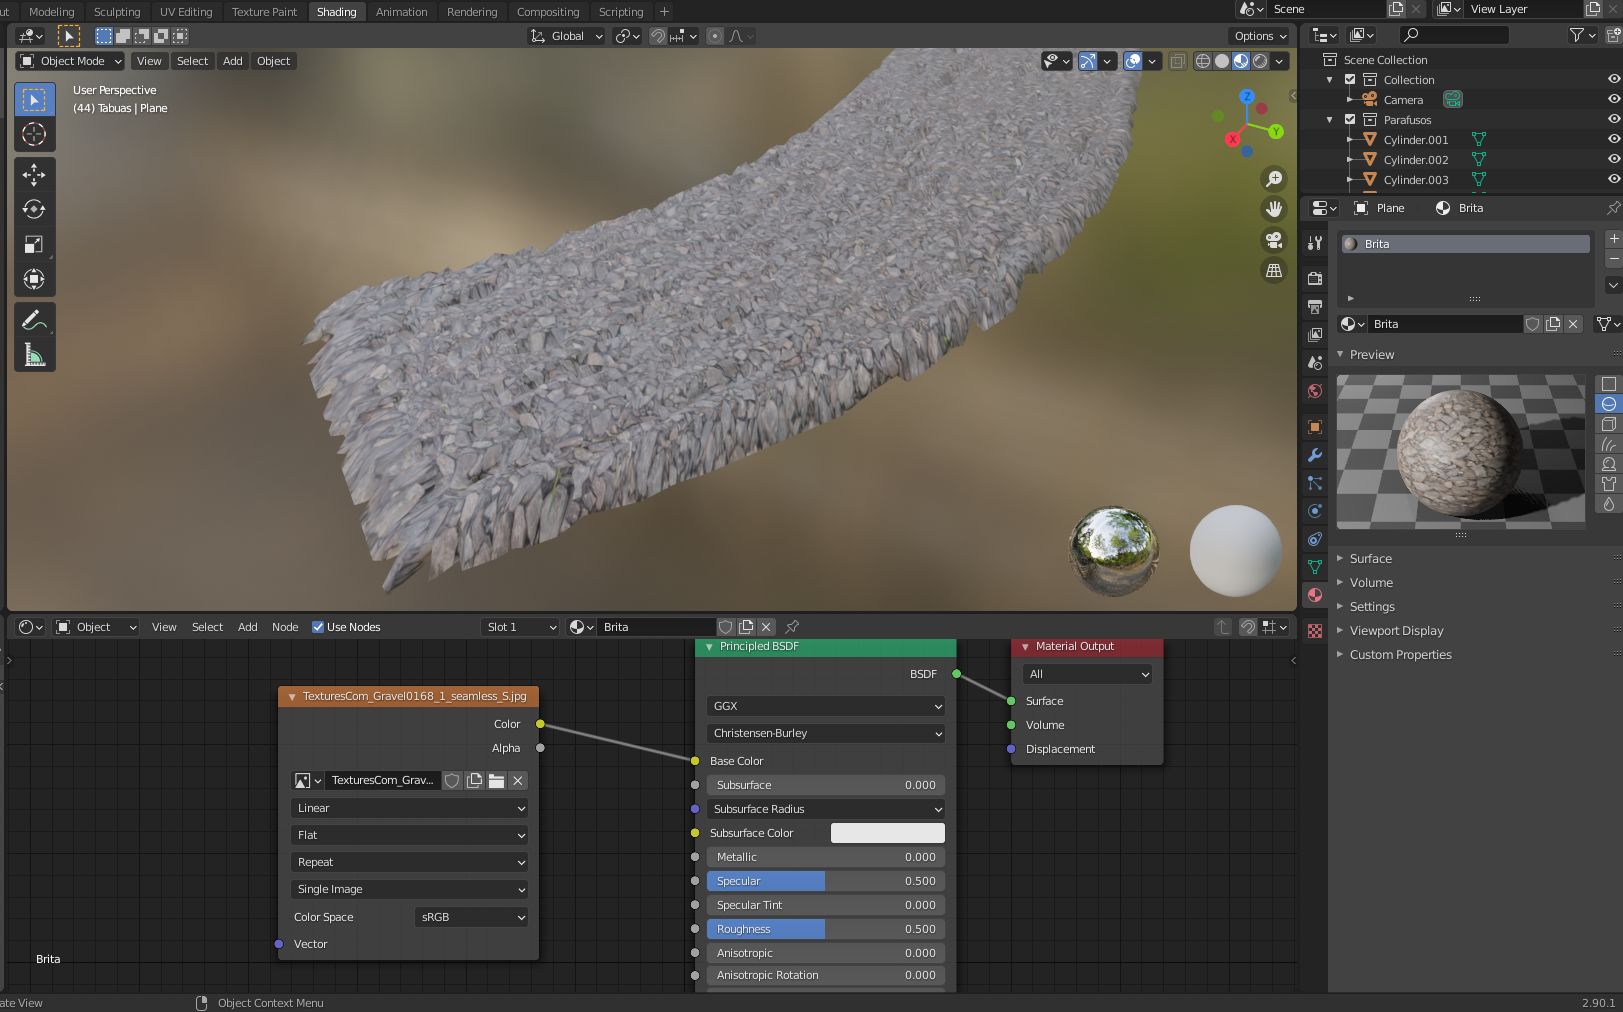 ut Modeling Sculpting UV Editing Texture Paint Shading Animation Rendering Compositing Scripting + Scene View Layer
Global Options
Object Mode View Select Add Object
User Perspective
(44) Tabuas | Plane
Z
Y
X
Scene Collection
Collection
Camera
Parafusos
Cylinder.001
Cylinder.002
Cylinder.003
Plane Brita
Brita
Brita
Preview
Surface
Volume
Settings
Viewport Display
Custom Properties
Object View Select Add Node Use Nodes Slot 1 Brita
TexturesCom_Gravel0168_1_seamless_S.jpg
Color
Alpha
TexturesCom_Grav...
Linear
Flat
Repeat
Single Image
Color Space sRGB
Vector
Principled BSDF
BSDF
GGX
Christensen-Burley
Base Color
Subsurface 0.000
Subsurface Radius
Subsurface Color
Metallic 0.000
Specular 0.500
Specular Tint 0.000
Roughness 0.500
Anisotropic 0.000
Anisotropic Rotation 0.000
Material Output
All
Surface
Volume
Displacement
Brita
ate View Object Context Menu 2.90.1